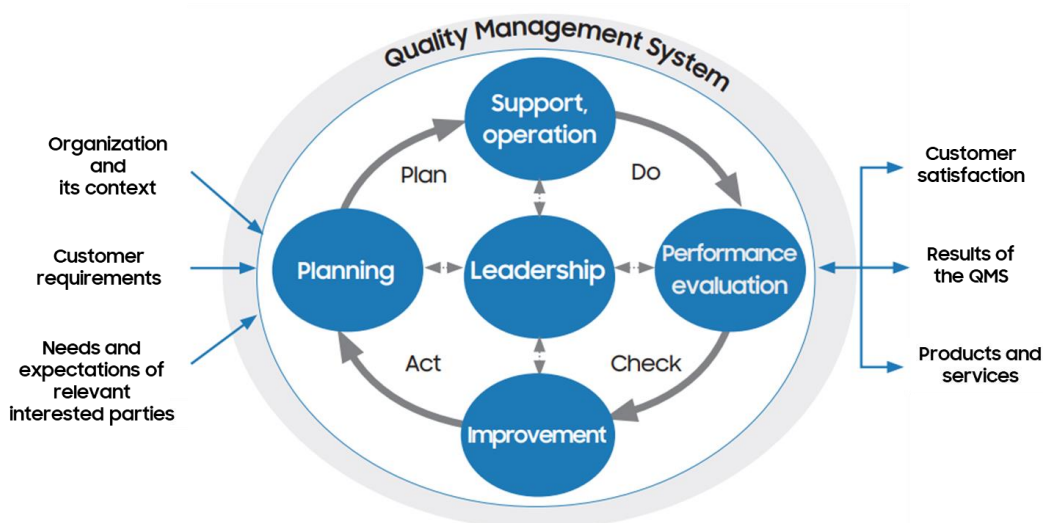 Quality Management System
Organization
and
its context
Customer
requirements
Needs and
expectations of
relevant
interested parties
Support,
operation
Plan
Do
Planning
Leadership
Performance
evaluation
Act
Check
Improvement
Customer
satisfaction
Results of
the QMS
Products and
services